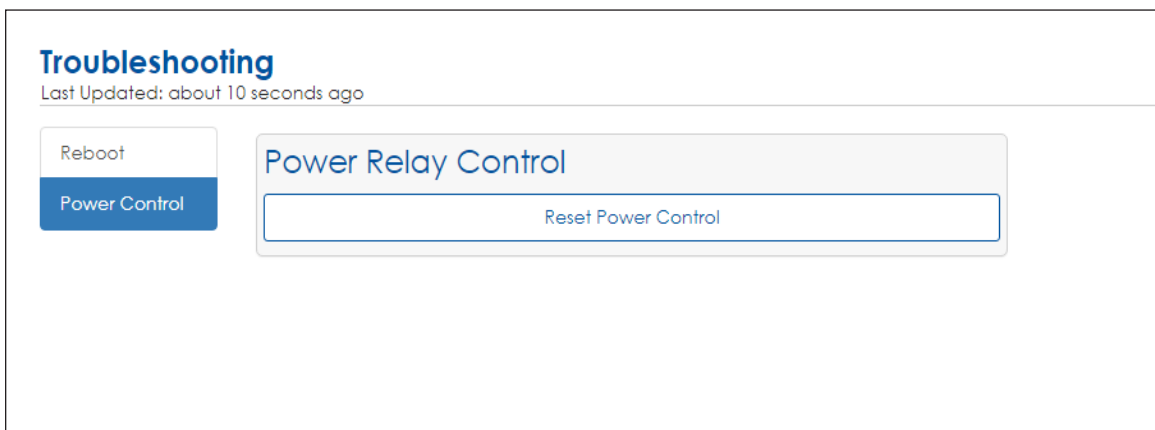 Troubleshooting
Last Updated: about 10 seconds ago
Reboot
Power Control
Power Relay Control
Reset Power Control